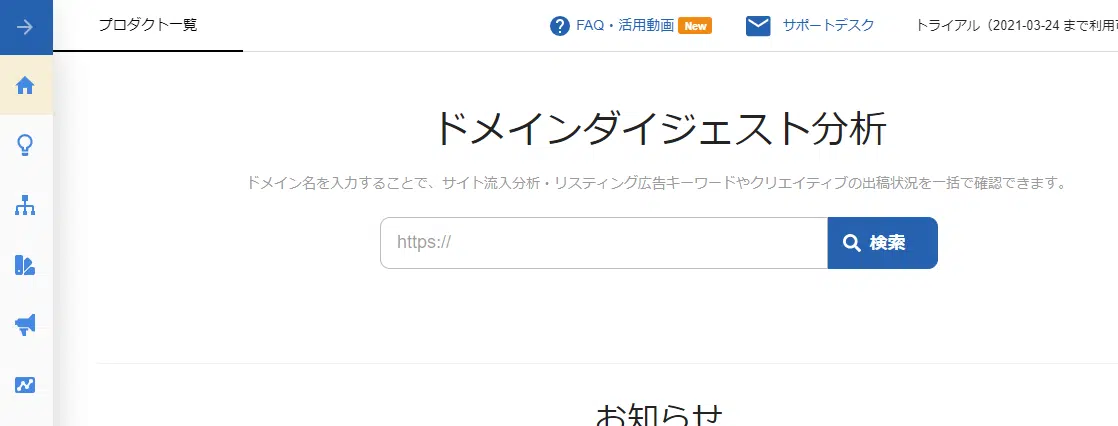 プロダクト一覧
FAQ・活用動画 New
サポートデスク
トライアル（2021-03-24 まで利用
ドメインダイジェスト分析
ドメイン名を入力することで、サイト流入分析・リスティング広告キーワードやクリエイティブの出稿状況を一括で確認できます。
https://
検索
お知らせ